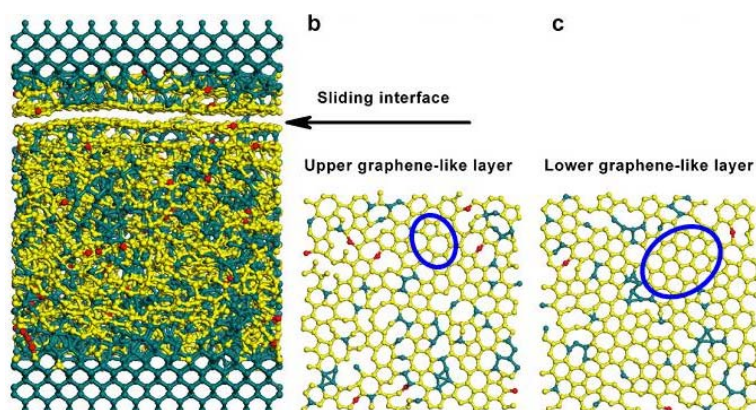 b
c
Sliding interface
Upper graphene-like layer
Lower graphene-like layer